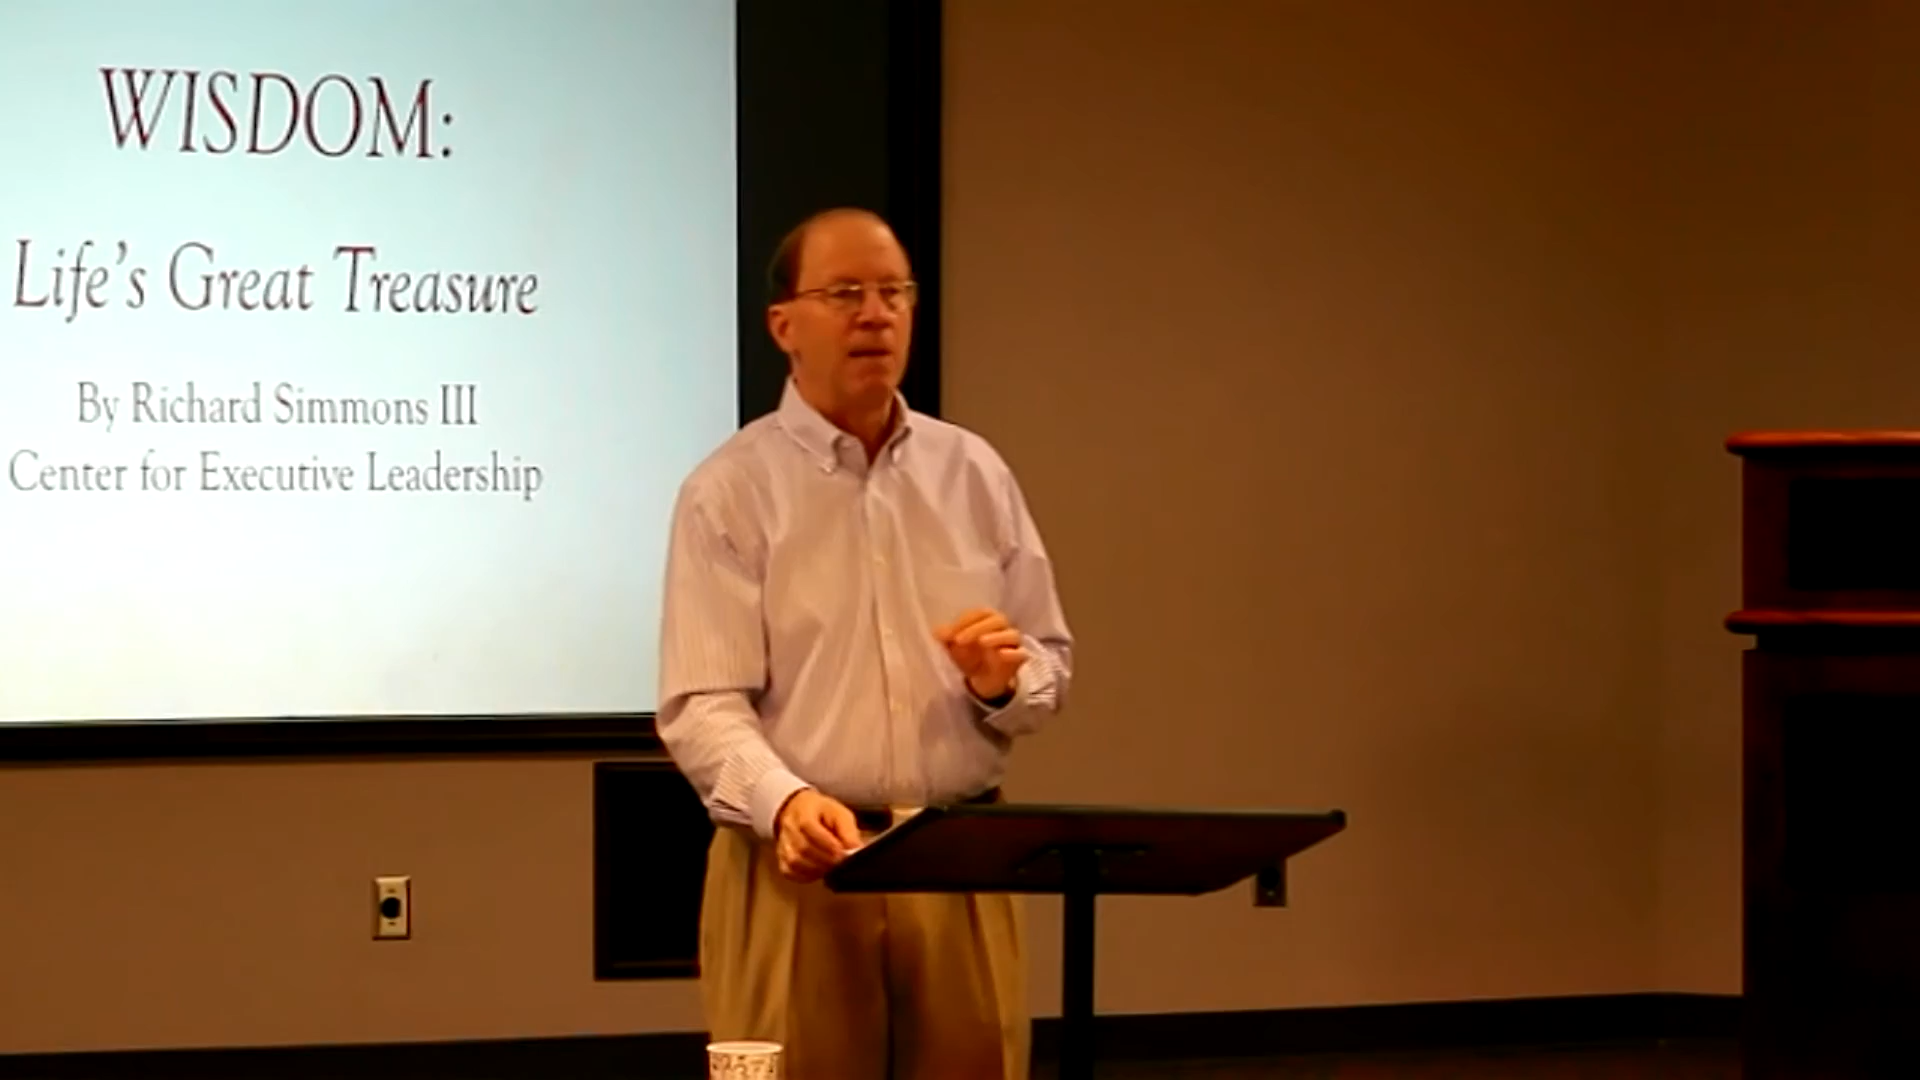 WISDOM:
Life's Great Treasure
By Richard Simmons III
Center for Executive Leadership